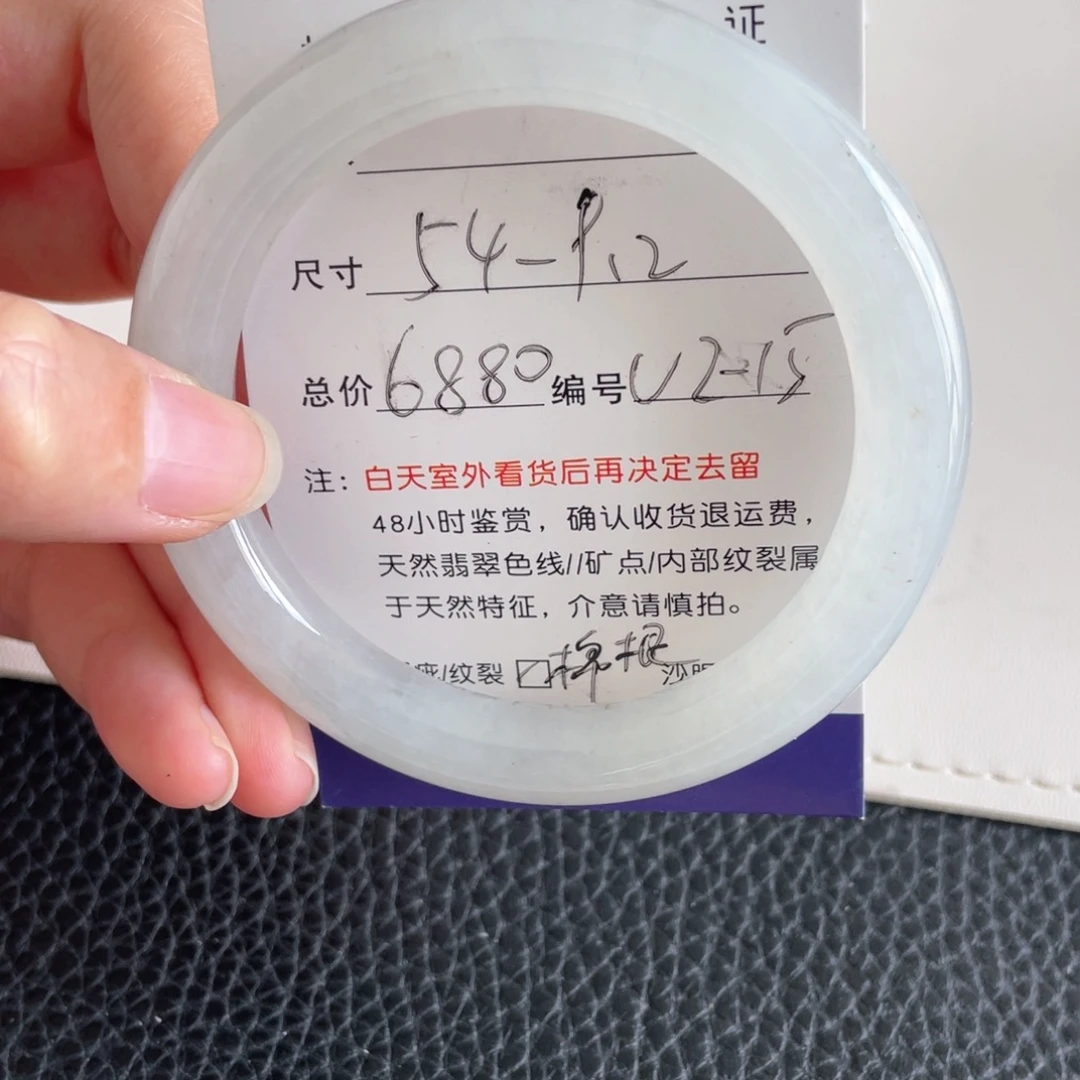 证
尺寸 54-9.2
总价 6880 编号 U2-15
注：白天室外看货后再决定去留
48小时鉴赏，确认收货退运费，
天然翡翠色线//矿点/内部纹裂属
于天然特征，介意请慎拍。
/纹裂 棉